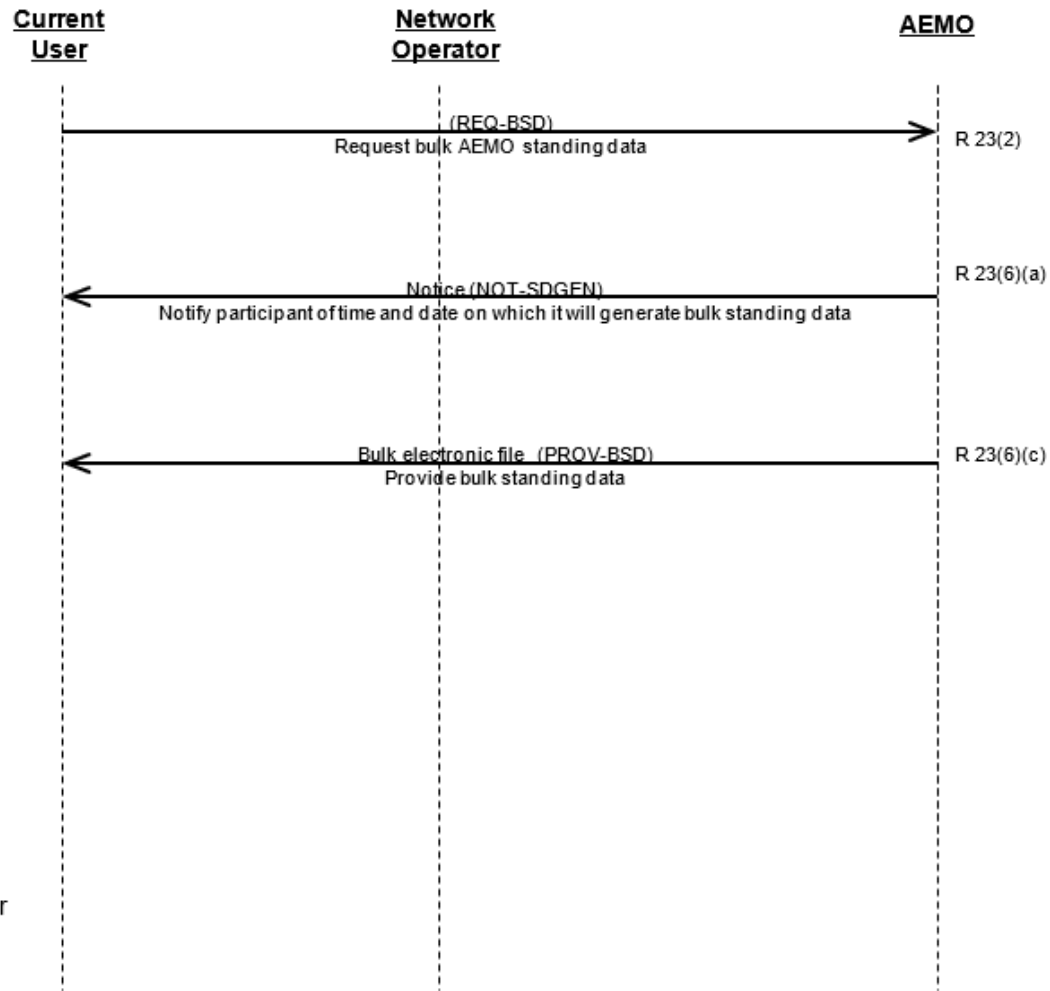 Current
User
Network
Operator
AEMO
(REQ-BSD)
Request bulk AEMO standing data
R 23(2)
R 23(6)(a)
Notice (NOT-SDGEN)
Notify participant of time and date on which it will generate bulk standing data
Bulk electronic file (PROV-BSD)
R 23(6)(c)
Provide bulk standing data
r